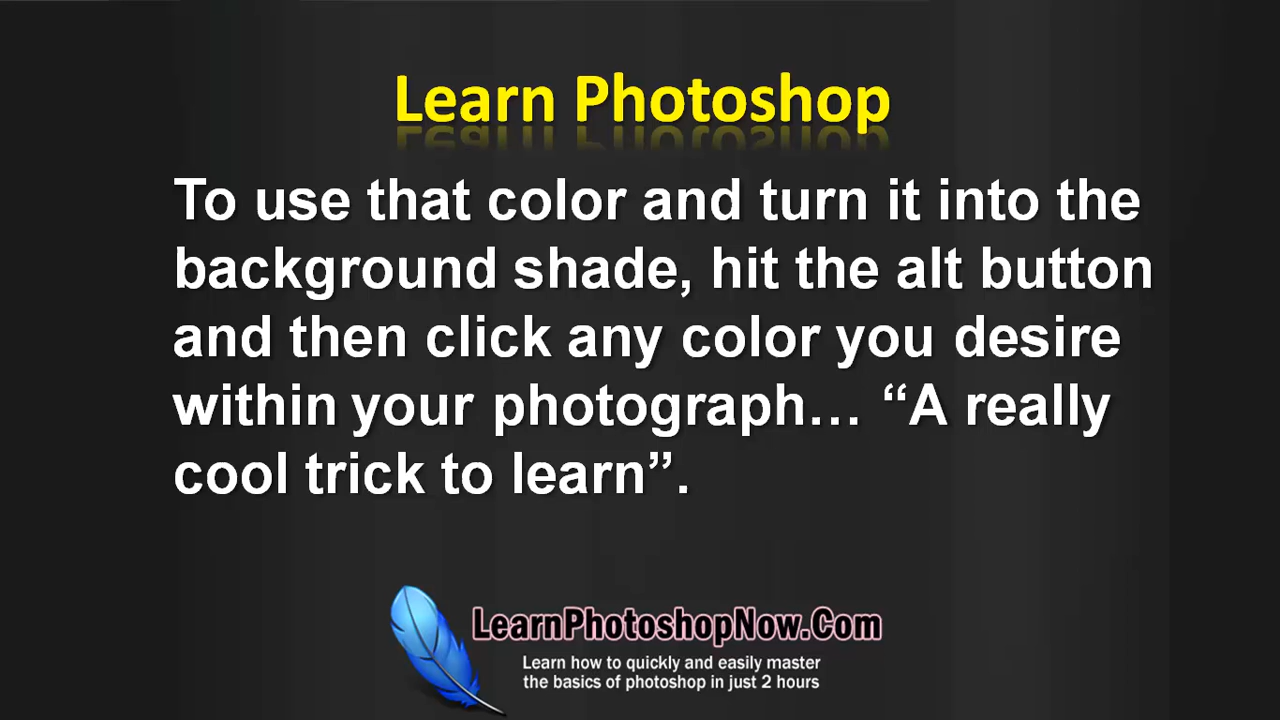 Learn Photoshop
To use that color and turn it into the
background shade, hit the alt button
and then click any color you desire
within your photograph… “A really
cool trick to learn”.
LearnPhotoshopNow.Com
Learn how to quickly and easily master
the basics of photoshop in just 2 hours